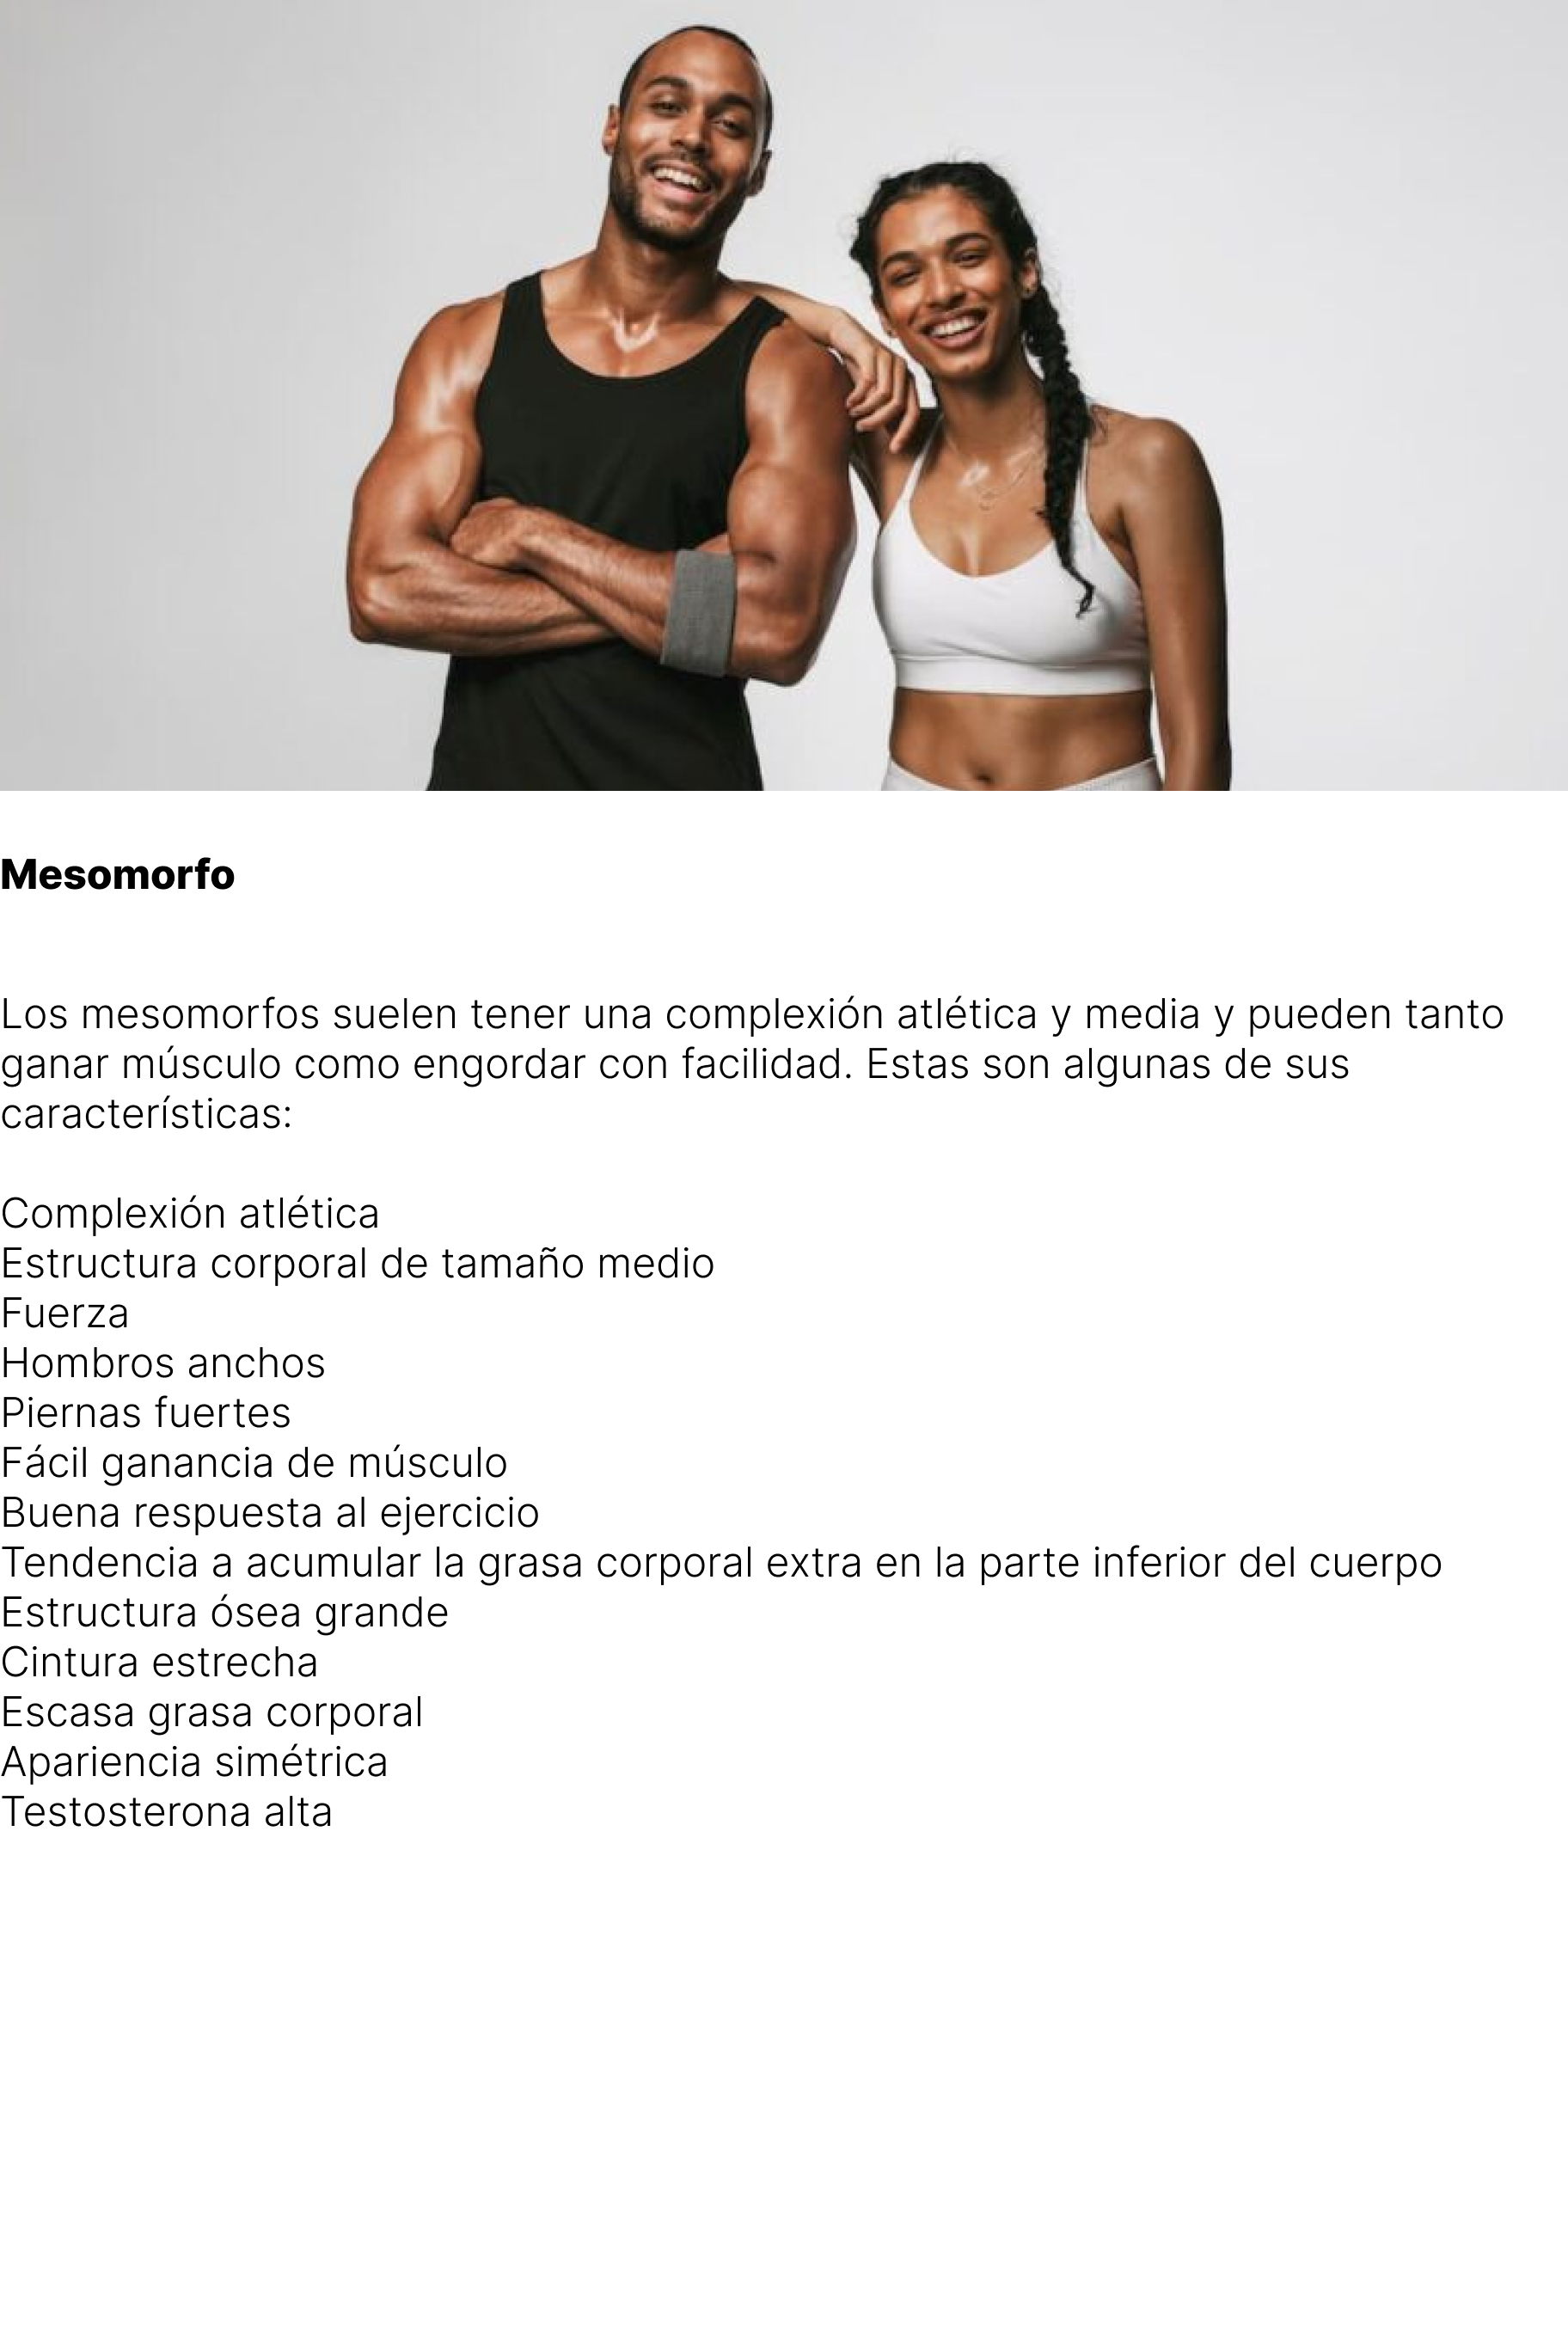 Mesomorfo
Los mesomorfos suelen tener una complexión atlética y media y pueden tanto
ganar músculo como engordar con facilidad. Estas son algunas de sus
características:
Complexión atlética
Estructura corporal de tamaño medio
Fuerza
Hombros anchos
Piernas fuertes
Fácil ganancia de músculo
Buena respuesta al ejercicio
Tendencia a acumular la grasa corporal extra en la parte inferior del cuerpo
Estructura ósea grande
Cintura estrecha
Escasa grasa corporal
Apariencia simétrica
Testosterona alta